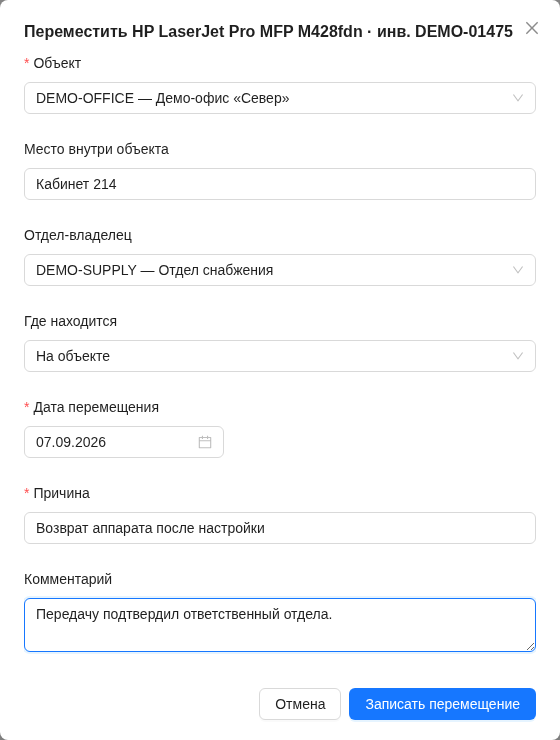 Переместить HP LaserJet Pro MFP M428fdn · инв. DEMO-01475
* Объект
DEMO-OFFICE — Демо-офис «Север»
Место внутри объекта
Кабинет 214
Отдел-владелец
DEMO-SUPPLY — Отдел снабжения
Где находится
На объекте
* Дата перемещения
07.09.2026
* Причина
Возврат аппарата после настройки
Комментарий
Передачу подтвердил ответственный отдела.
Отмена
Записать перемещение